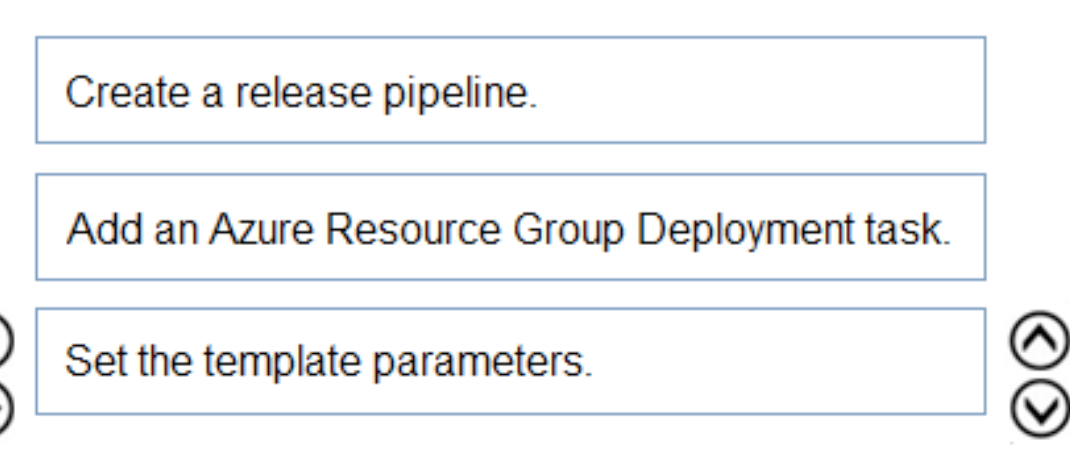 Create a release pipeline.
Add an Azure Resource Group Deployment task.
Set the template parameters.